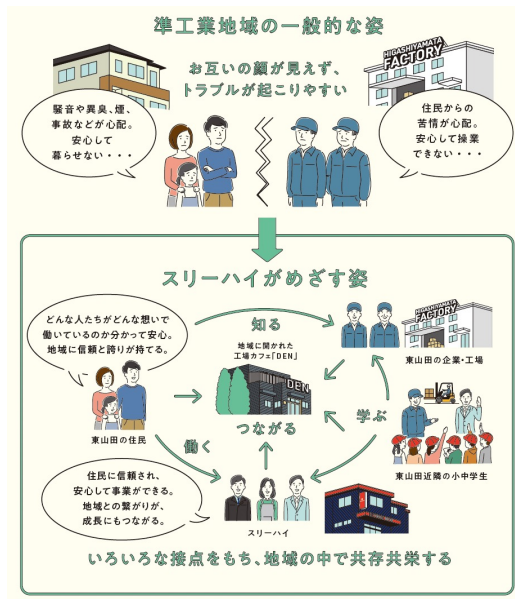 準工業地域の一般的な姿
お互いの顔が見えず、
トラブルが起こりやすい
HIGASHIYAMATA
FACTORY
騒音や異臭、煙、
事故などが心配。
安心して
暮らせない・・・
住民からの
苦情が心配。
安心して操業
できない・・・
スリーハイがめざす姿
どんな人たちがどんな想いで
働いているのか分かって安心。
地域に信頼と誇りが持てる。
知る
HIGASHIYAMATA
FACTORY
地域に開かれた
工場カフェ「DEN」
東山田の企業・工場
DEN
東山田の住民
つながる
学ぶ
働く
東山田近隣の小中学生
住民に信頼され、
安心して事業ができる。
地域との繋がりが、
成長にもつながる。
スリーハイ
いろいろな接点をもち、地域の中で共存共栄する